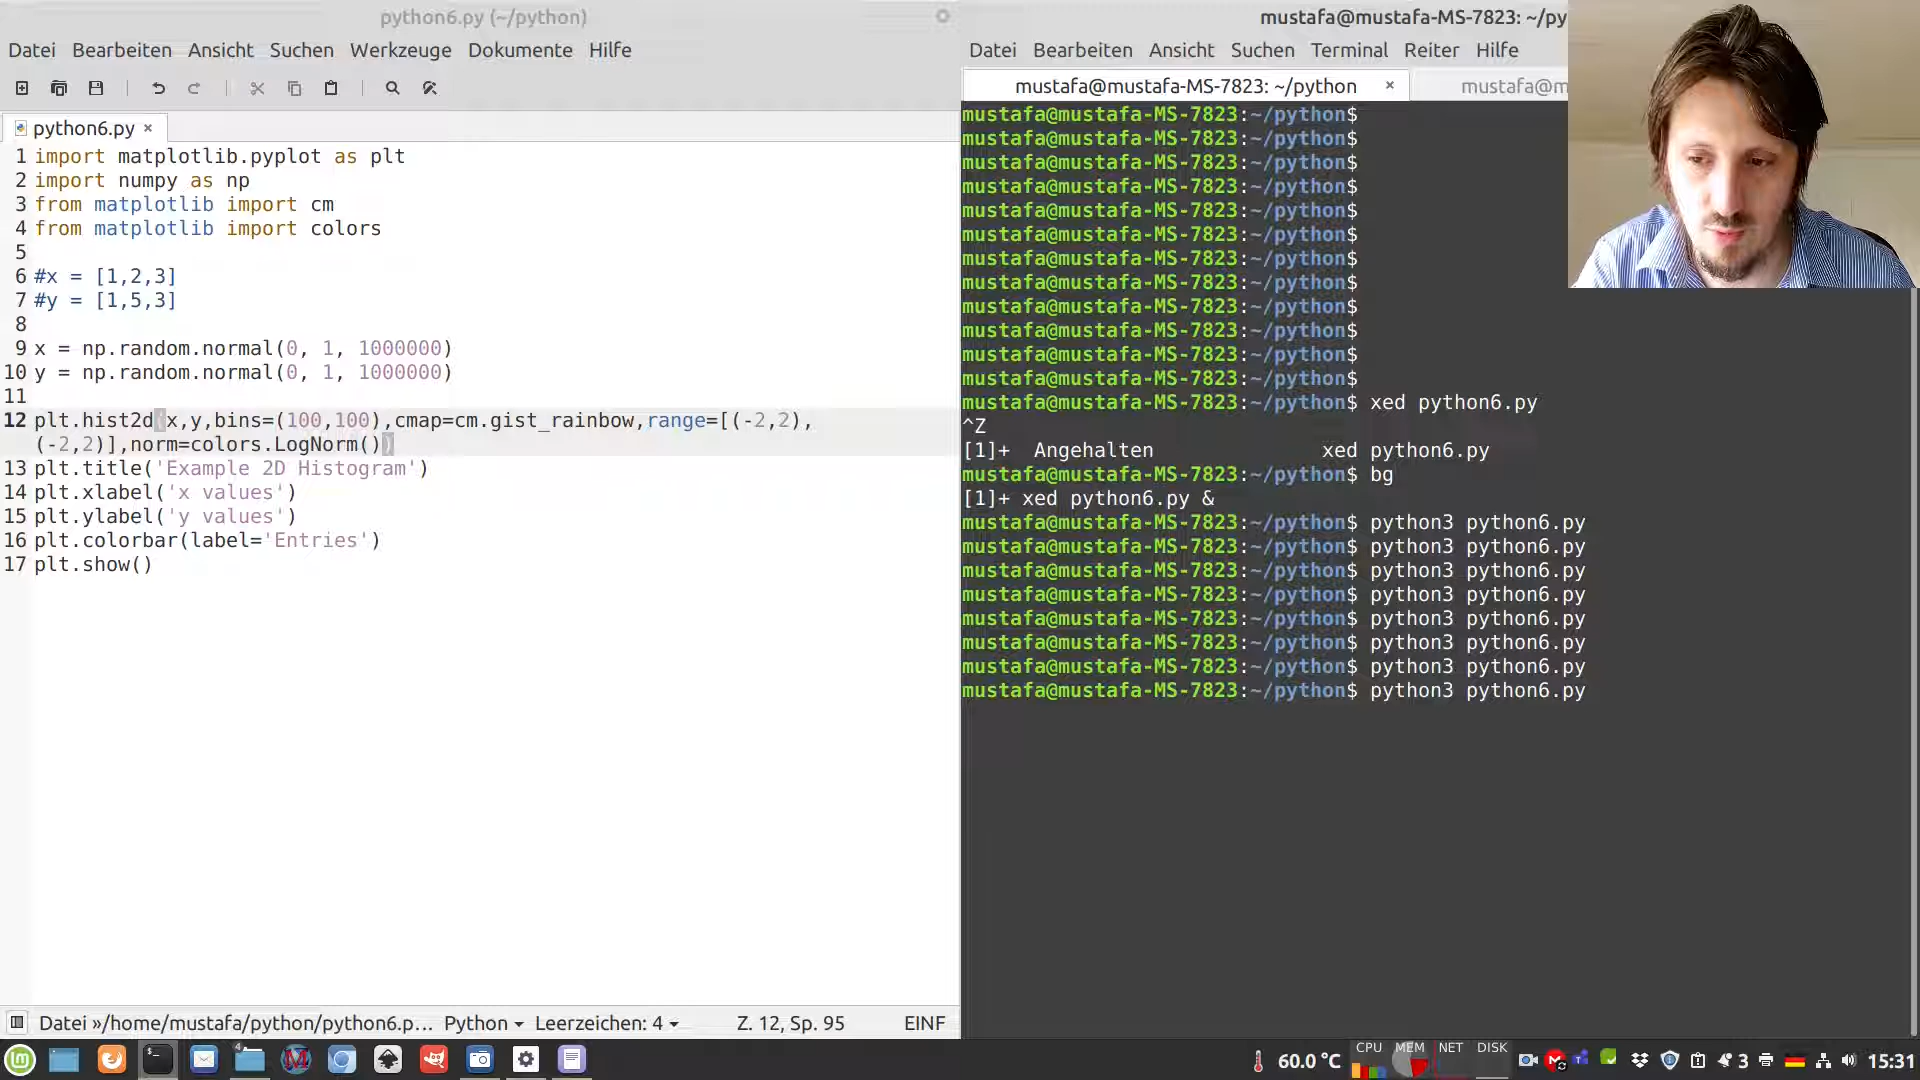 python6.py (~/python)
Datei Bearbeiten Ansicht Suchen Werkzeuge Dokumente Hilfe
python6.py ×
1 import matplotlib.pyplot as plt
2 import numpy as np
3 from matplotlib import cm
4 from matplotlib import colors
5
6 #x = [1,2,3]
7 #y = [1,5,3]
8
9 x = np.random.normal(0, 1, 1000000)
10 y = np.random.normal(0, 1, 1000000)
11
12 plt.hist2d(x,y,bins=(100,100),cmap=cm.gist_rainbow,range=[(-2,2),
(-2,2)],norm=colors.LogNorm())
13 plt.title('Example 2D Histogram')
14 plt.xlabel('x values')
15 plt.ylabel('y values')
16 plt.colorbar(label='Entries')
17 plt.show()
Datei »/home/mustafa/python/python6.p… Python Leerzeichen: 4 Z. 12, Sp. 95 EINF
mustafa@mustafa-MS-7823: ~/py
Datei Bearbeiten Ansicht Suchen Terminal Reiter Hilfe
mustafa@mustafa-MS-7823: ~/python × mustafa@m
mustafa@mustafa-MS-7823:~/python$
mustafa@mustafa-MS-7823:~/python$
mustafa@mustafa-MS-7823:~/python$
mustafa@mustafa-MS-7823:~/python$
mustafa@mustafa-MS-7823:~/python$
mustafa@mustafa-MS-7823:~/python$
mustafa@mustafa-MS-7823:~/python$
mustafa@mustafa-MS-7823:~/python$
mustafa@mustafa-MS-7823:~/python$
mustafa@mustafa-MS-7823:~/python$
mustafa@mustafa-MS-7823:~/python$
mustafa@mustafa-MS-7823:~/python$
mustafa@mustafa-MS-7823:~/python$ xed python6.py
^Z
[1]+ Angehalten xed python6.py
mustafa@mustafa-MS-7823:~/python$ bg
[1]+ xed python6.py &
mustafa@mustafa-MS-7823:~/python$ python3 python6.py
mustafa@mustafa-MS-7823:~/python$ python3 python6.py
mustafa@mustafa-MS-7823:~/python$ python3 python6.py
mustafa@mustafa-MS-7823:~/python$ python3 python6.py
mustafa@mustafa-MS-7823:~/python$ python3 python6.py
mustafa@mustafa-MS-7823:~/python$ python3 python6.py
mustafa@mustafa-MS-7823:~/python$ python3 python6.py
mustafa@mustafa-MS-7823:~/python$ python3 python6.py
4 60.0 °C CPU MEM NET DISK 3 15:31